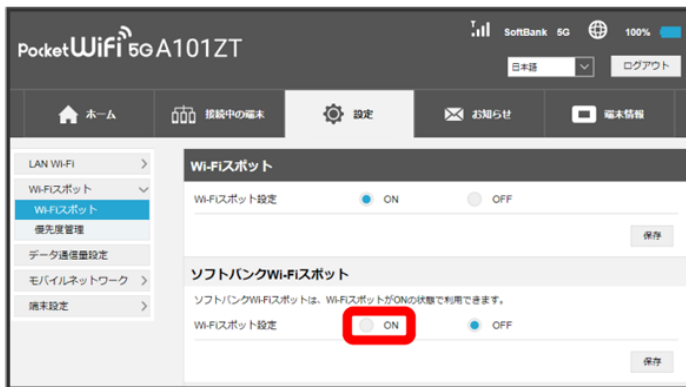 Pocket WiFi 5G A101ZT
SoftBank 5G 100%
日本語 ログアウト
ホーム 接続中の端末 設定 お知らせ 端末情報
LAN Wi-Fi
Wi-Fiスポット
Wi-Fiスポット
優先度管理
データ通信量設定
モバイルネットワーク
端末設定
Wi-Fiスポット
Wi-Fiスポット設定 ON OFF
保存
ソフトバンクWi-Fiスポット
ソフトバンクWi-Fiスポットは、Wi-FiスポットがONの状態で利用できます。
Wi-Fiスポット設定 ON OFF
保存